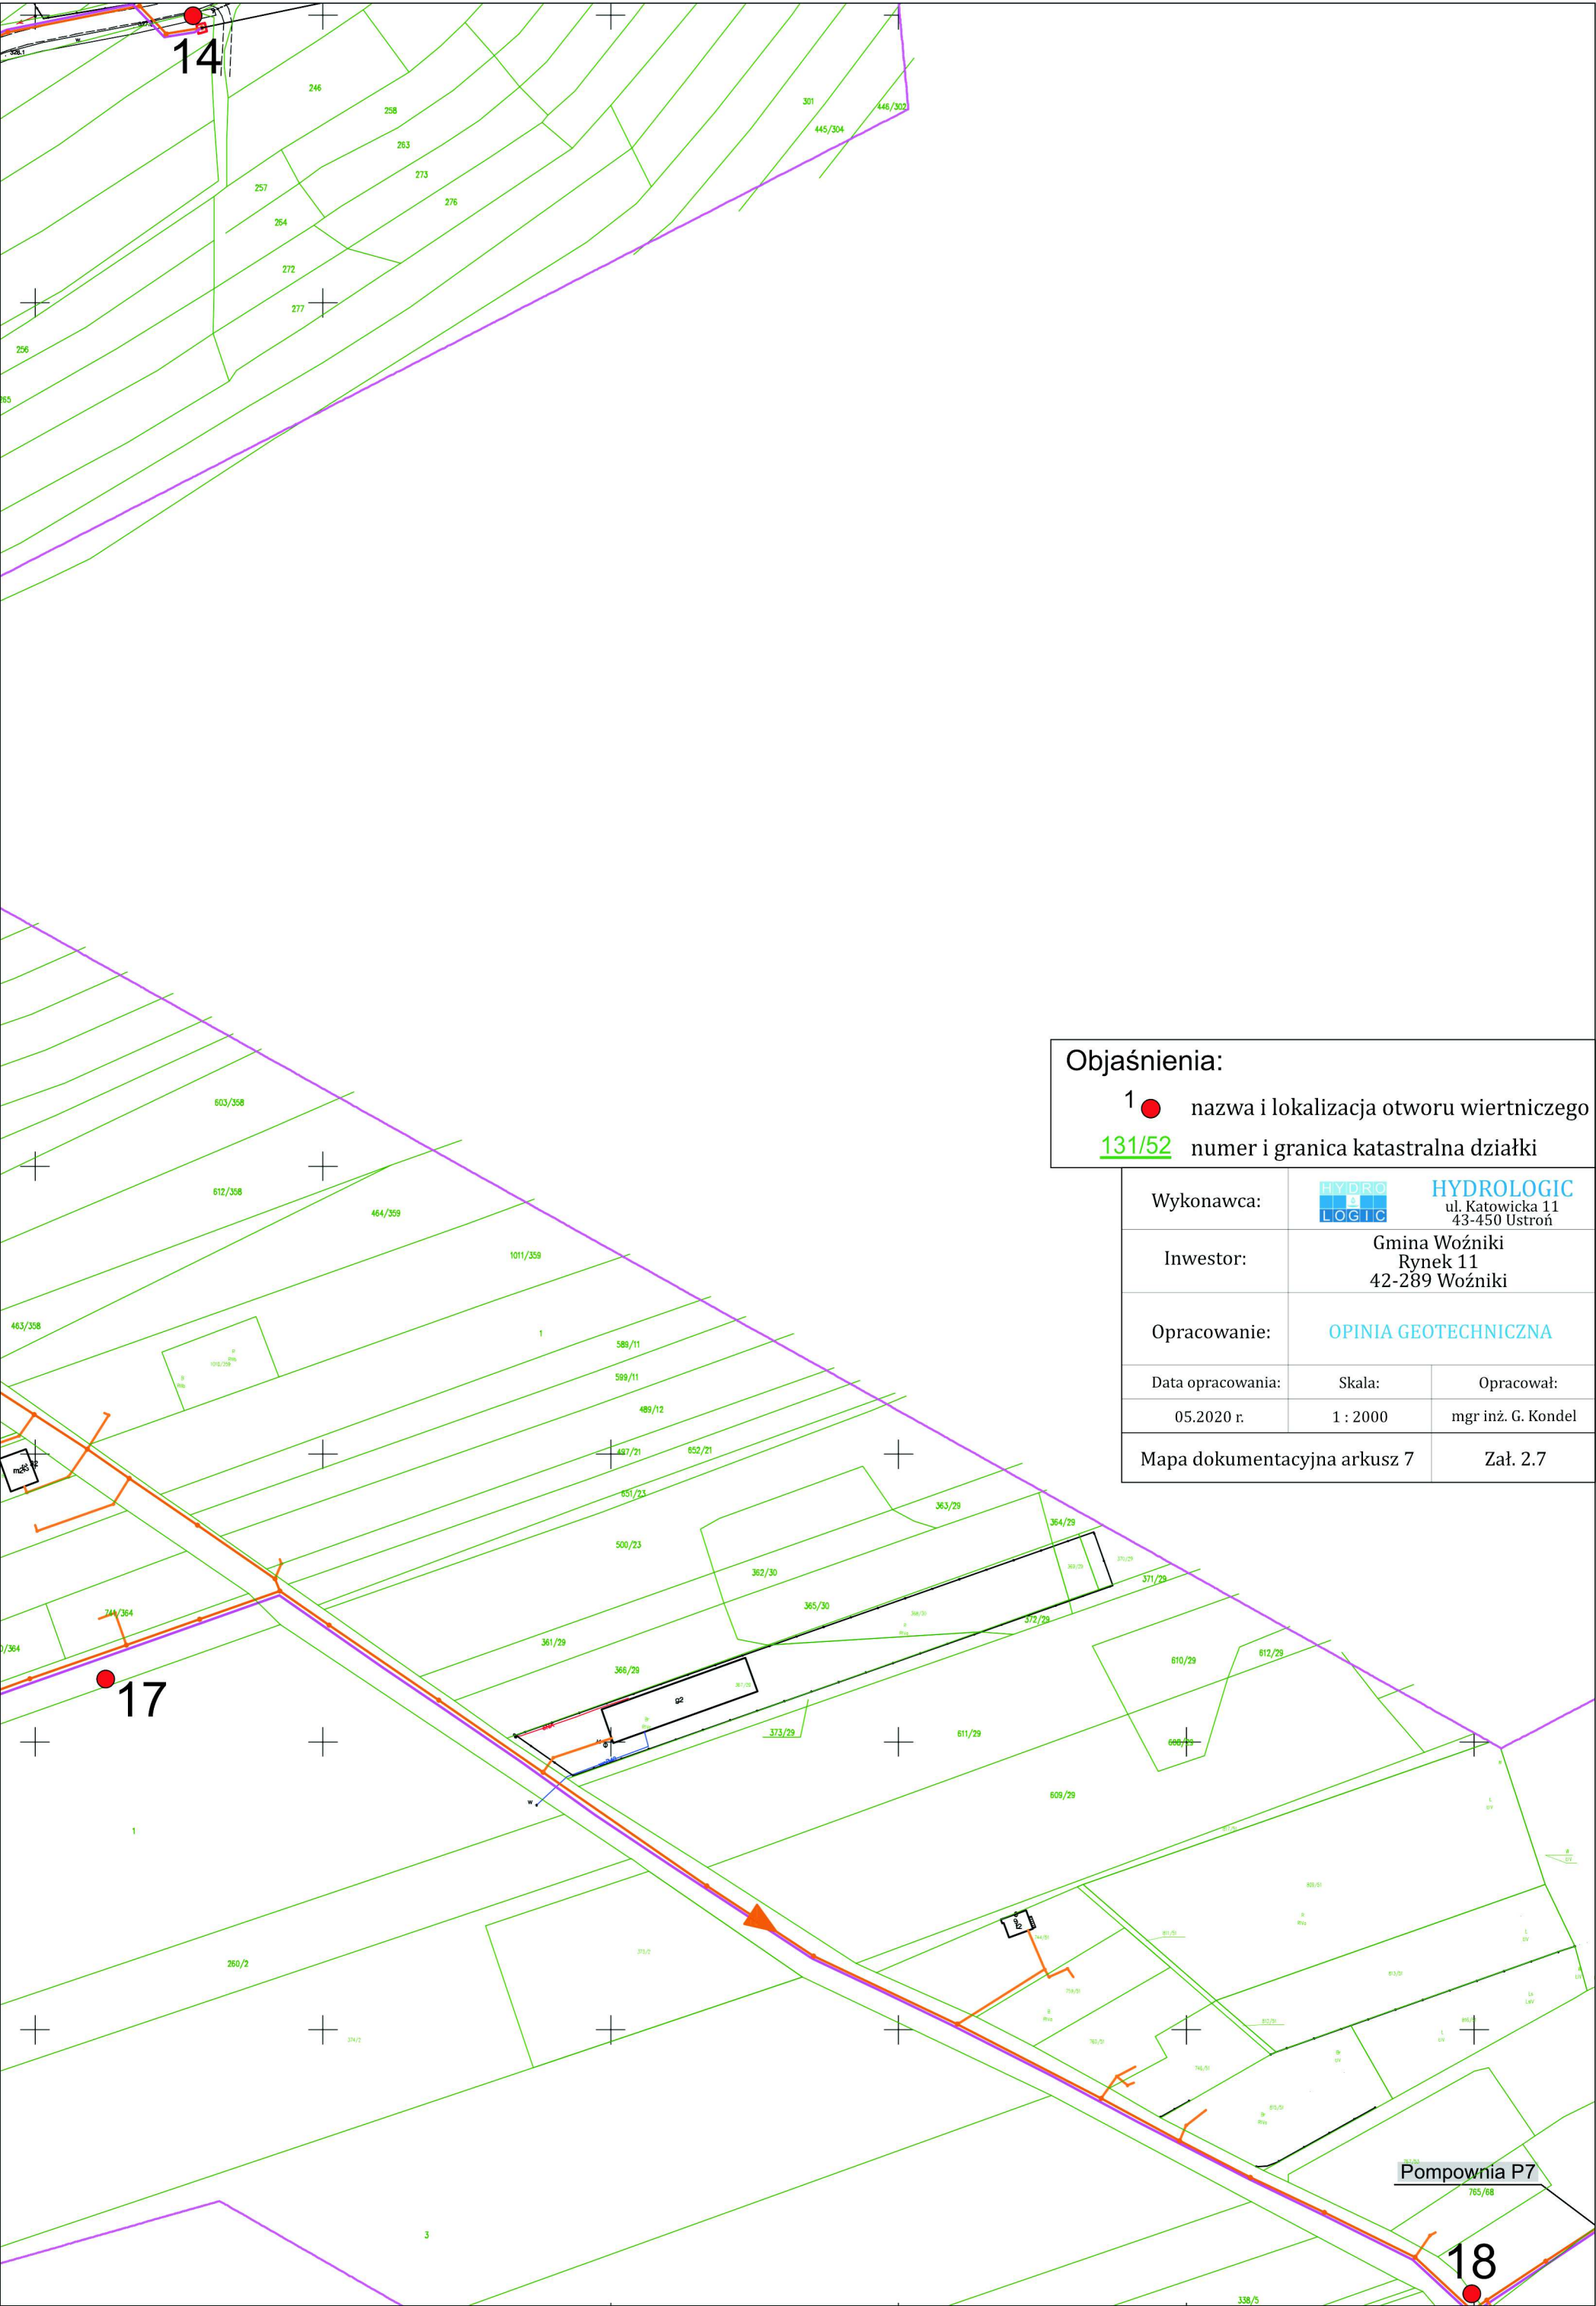 14
246
258
263
273
276
257
264
272
277
256
265
301
445/304
446/302
603/358
612/358
464/359
1011/359
463/358
1
589/11
599/11
489/12
497/21
652/21
651/23
500/23
363/29
364/29
362/30
365/30
371/29
372/29
361/29
366/29
g2
373/29
610/29
612/29
611/29
609/29
741/364
17
w
1
260/2
3
Objaśnienia:
1 nazwa i lokalizacja otworu wiertniczego
131/52 numer i granica katastralna działki
Wykonawca:
HYDRO
LOGIC
HYDROLOGIC
ul. Katowicka 11
43-450 Ustroń
Inwestor:
Gmina Woźniki
Rynek 11
42-289 Woźniki
Opracowanie:
OPINIA GEOTECHNICZNA
Data opracowania:
Skala:
Opracował:
05.2020 r.
1 : 2000
mgr inż. G. Kondel
Mapa dokumentacyjna arkusz 7
Zał. 2.7
Pompownia P7
765/68
18
338/5